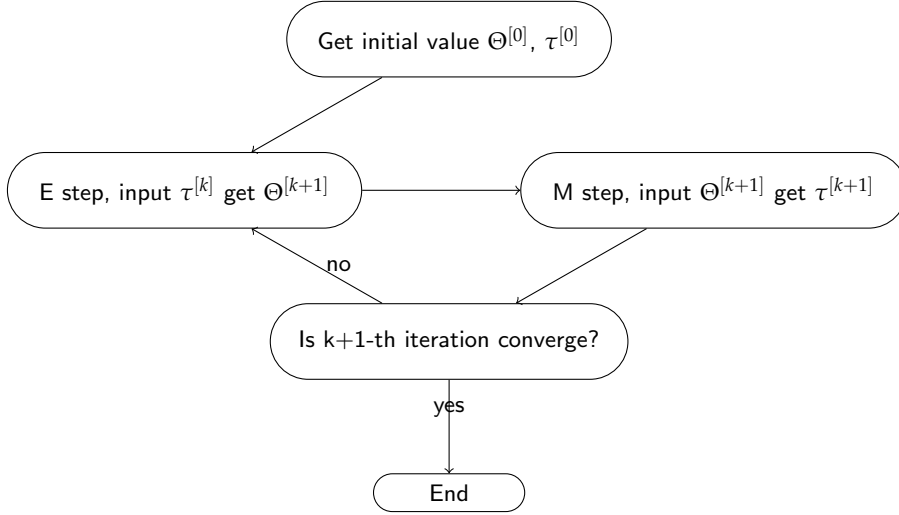 Get initial value Θ^[0], τ^[0]
E step, input τ^[k] get Θ^[k+1]
M step, input Θ^[k+1] get τ^[k+1]
no
Is k+1-th iteration converge?
yes
End